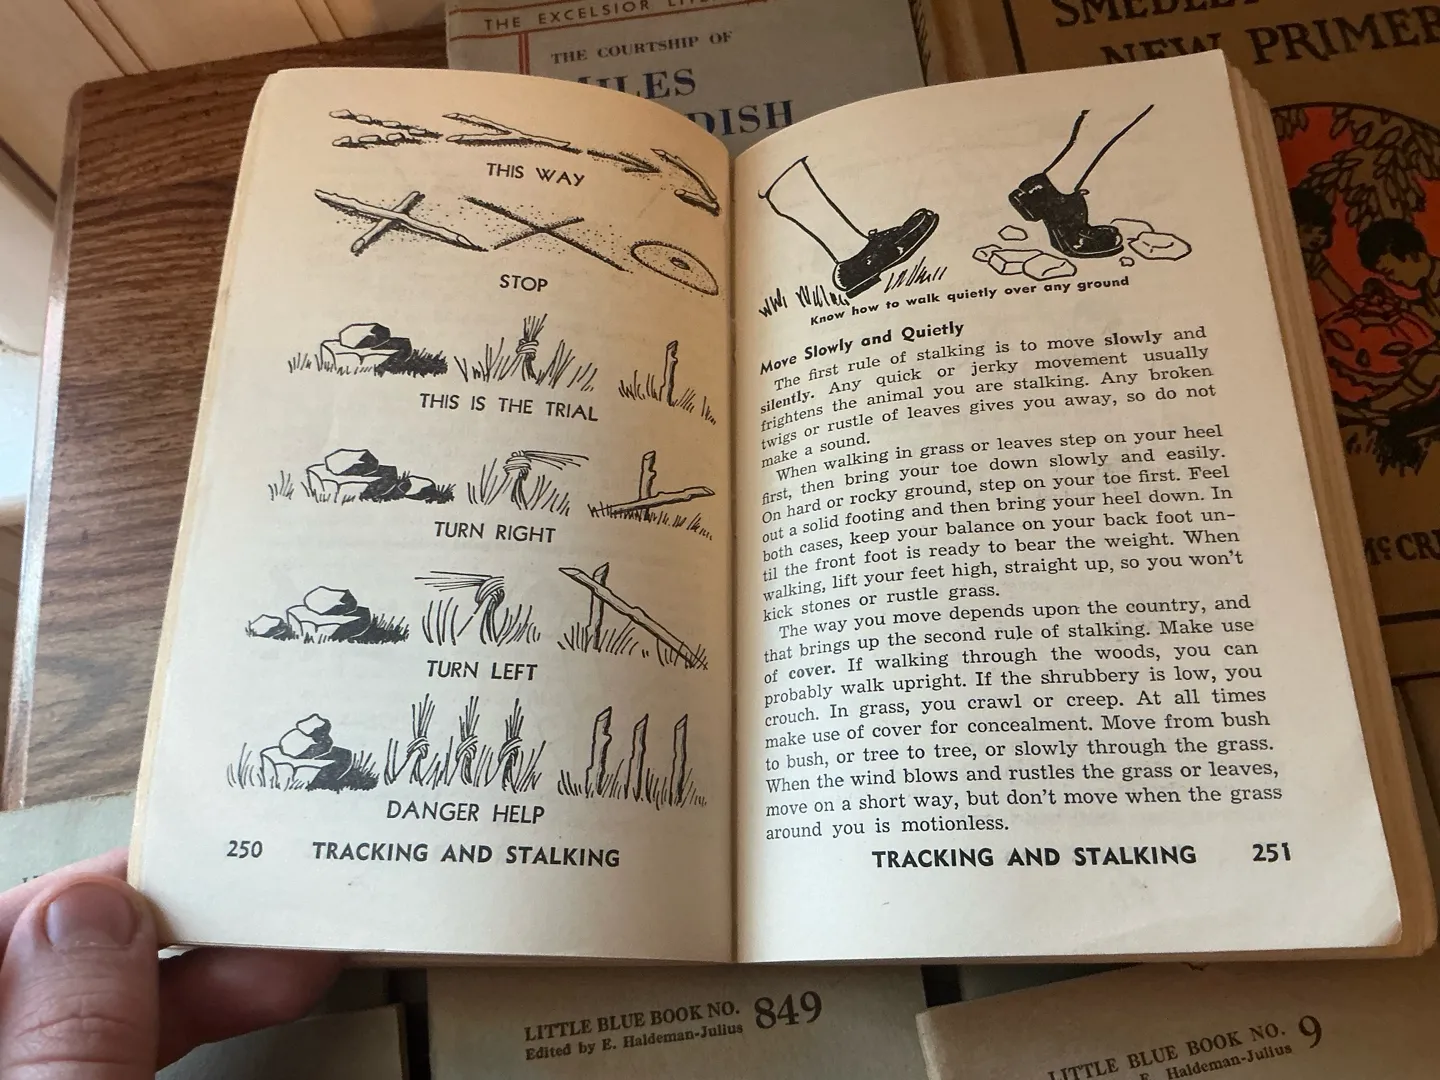 THE EXCELSIOR
THE COURTSHIP OF
MILES
DISH
NEW PRIMER
THIS WAY
STOP
THIS IS THE TRIAL
TURN RIGHT
TURN LEFT
DANGER HELP
250 TRACKING AND STALKING
Know how to walk quietly over any ground
Move Slowly and Quietly
The first rule of stalking is to move slowly and
silently. Any quick or jerky movement usually
frightens the animal you are stalking. Any broken
twigs or rustle of leaves gives you away, so do not
make a sound.
When walking in grass or leaves step on your heel
first, then bring your toe down slowly and easily.
On hard or rocky ground, step on your toe first. Feel
out a solid footing and then bring your heel down. In
both cases, keep your balance on your back foot un-
til the front foot is ready to bear the weight. When
walking, lift your feet high, straight up, so you won't
kick stones or rustle grass.
The way you move depends upon the country, and
that brings up the second rule of stalking. Make use
of cover. If walking through the woods, you can
probably walk upright. If the shrubbery is low, you
crouch. In grass, you crawl or creep. At all times
make use of cover for concealment. Move from bush
to bush, or tree to tree, or slowly through the grass.
When the wind blows and rustles the grass or leaves,
move on a short way, but don't move when the grass
around you is motionless.
TRACKING AND STALKING 251
LITTLE BLUE BOOK NO. 849
Edited by E. Haldeman-Julius
LITTLE BLUE BOOK NO. 9
E. Haldeman-Julius